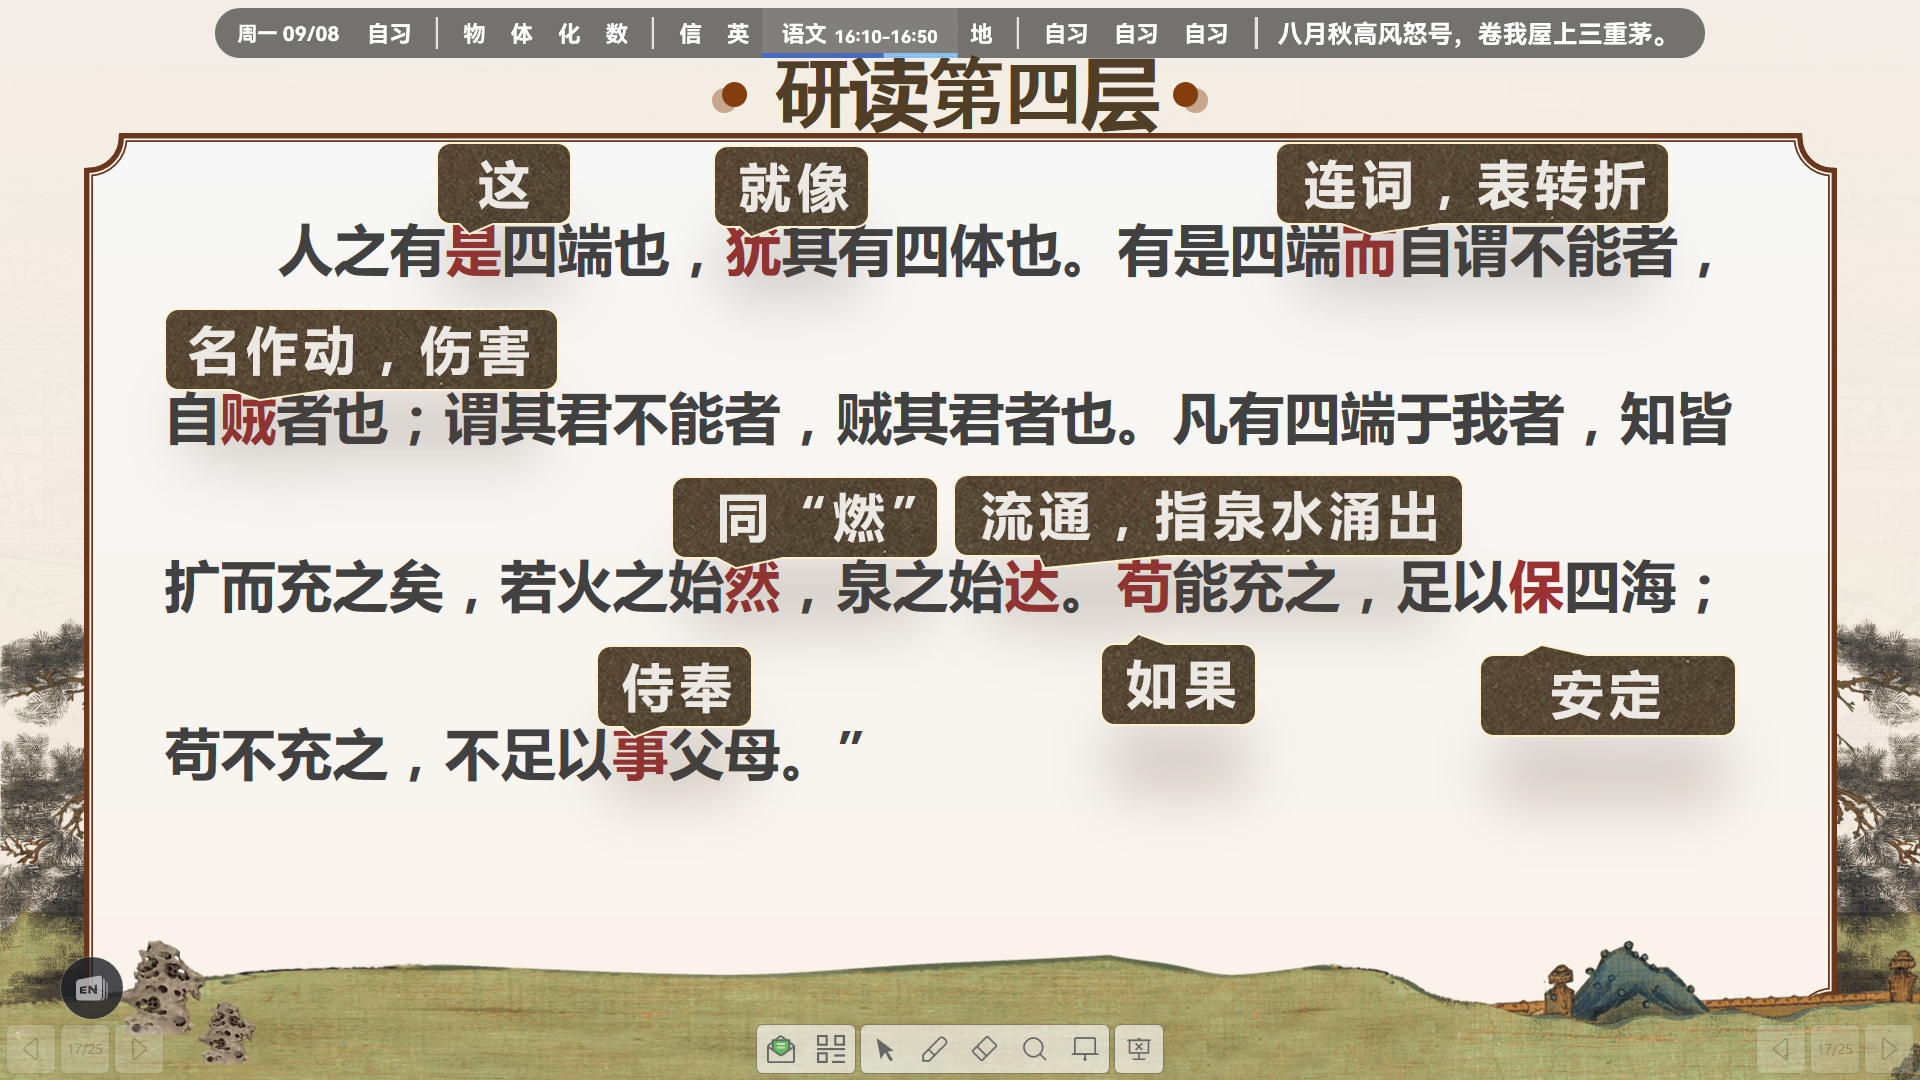 周一 09/08 自习 | 物 体 化 数 | 信 英 语文 16:10-16:50 地 | 自习 自习 自习 | 八月秋高风怒号，卷我屋上三重茅。
研读第四层
这 就像 连词，表转折
人之有是四端也，犹其有四体也。有是四端而自谓不能者，
名作动，伤害
自贼者也；谓其君不能者，贼其君者也。凡有四端于我者，知皆
同“燃” 流通，指泉水涌出
扩而充之矣，若火之始然，泉之始达。苟能充之，足以保四海；
侍奉 如果 安定
苟不充之，不足以事父母。”
EN
17/25 17/25